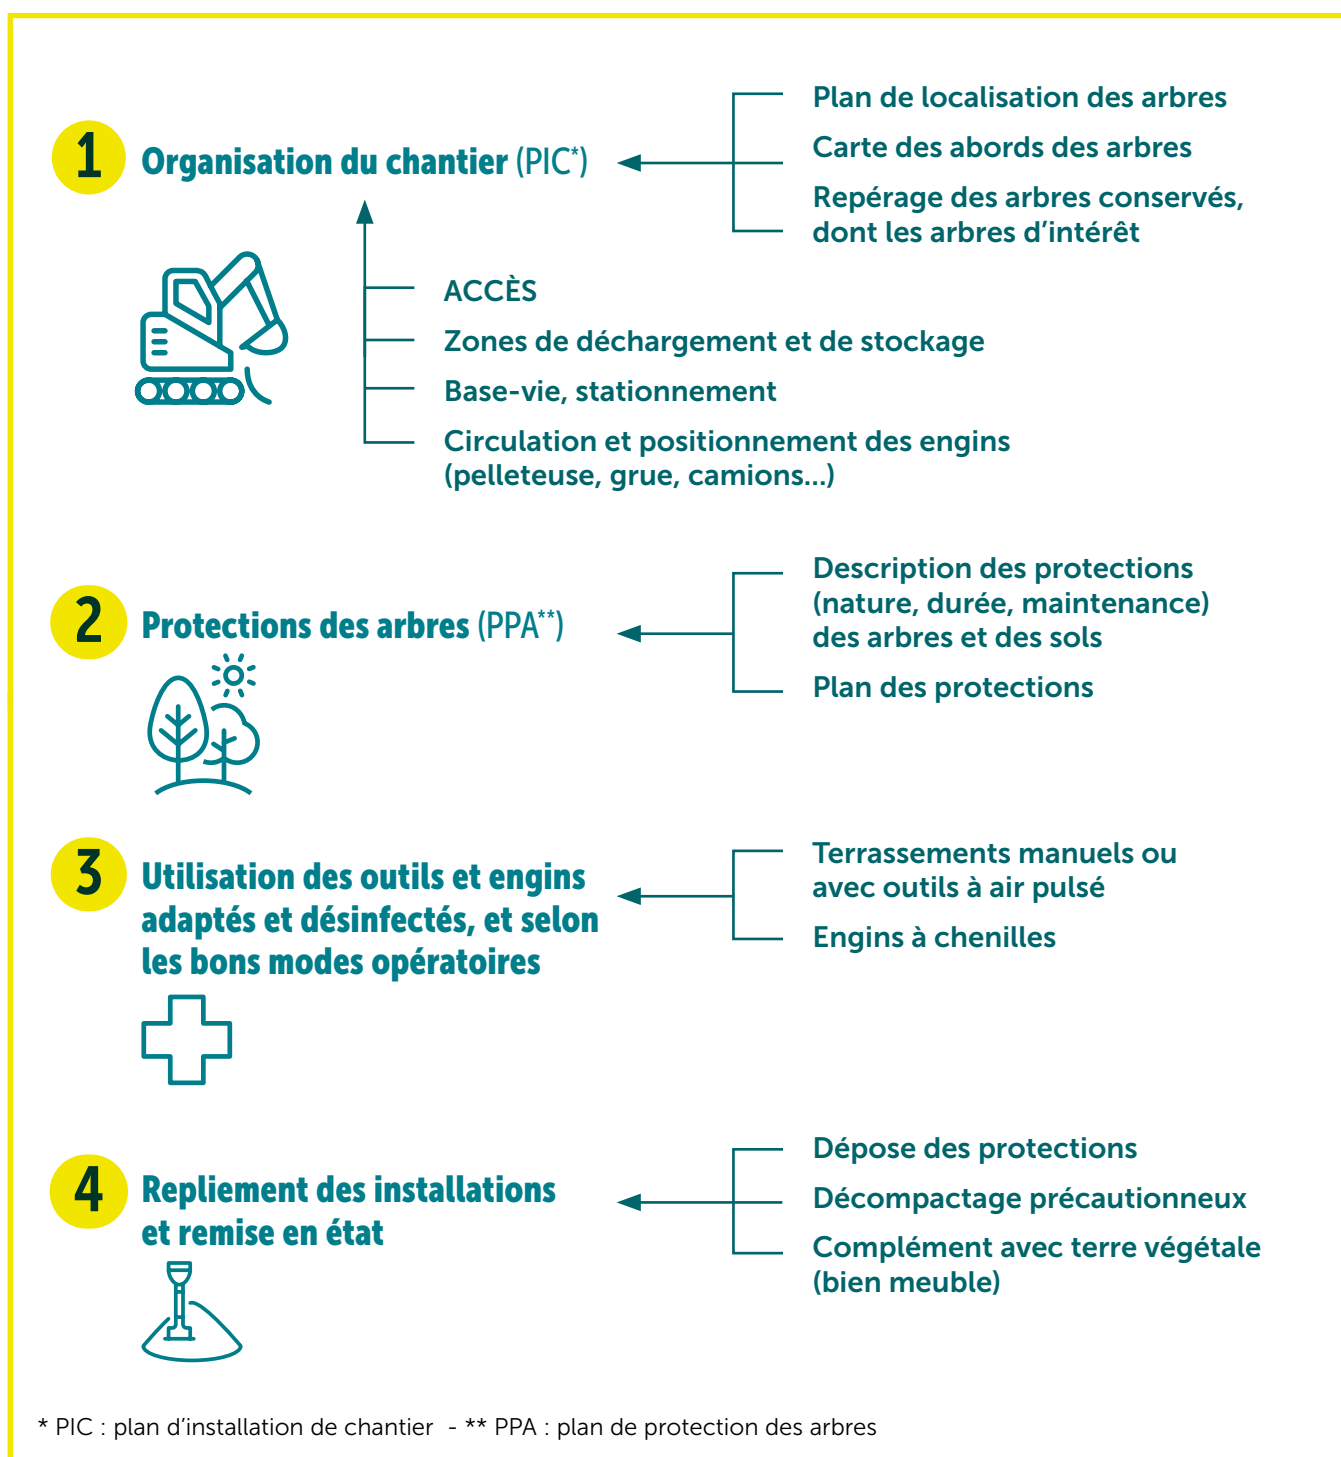 1
Organisation du chantier (PIC*)
Plan de localisation des arbres
Carte des abords des arbres
Repérage des arbres conservés,
dont les arbres d’intérêt
ACCÈS
Zones de déchargement et de stockage
Base-vie, stationnement
Circulation et positionnement des engins
(pelleteuse, grue, camions...)
2
Protections des arbres (PPA**)
Description des protections
(nature, durée, maintenance)
des arbres et des sols
Plan des protections
3
Utilisation des outils et engins
adaptés et désinfectés, et selon
les bons modes opératoires
Terrassements manuels ou
avec outils à air pulsé
Engins à chenilles
4
Repliement des installations
et remise en état
Dépose des protections
Décompactage précautionneux
Complément avec terre végétale
(bien meuble)
* PIC : plan d’installation de chantier - ** PPA : plan de protection des arbres